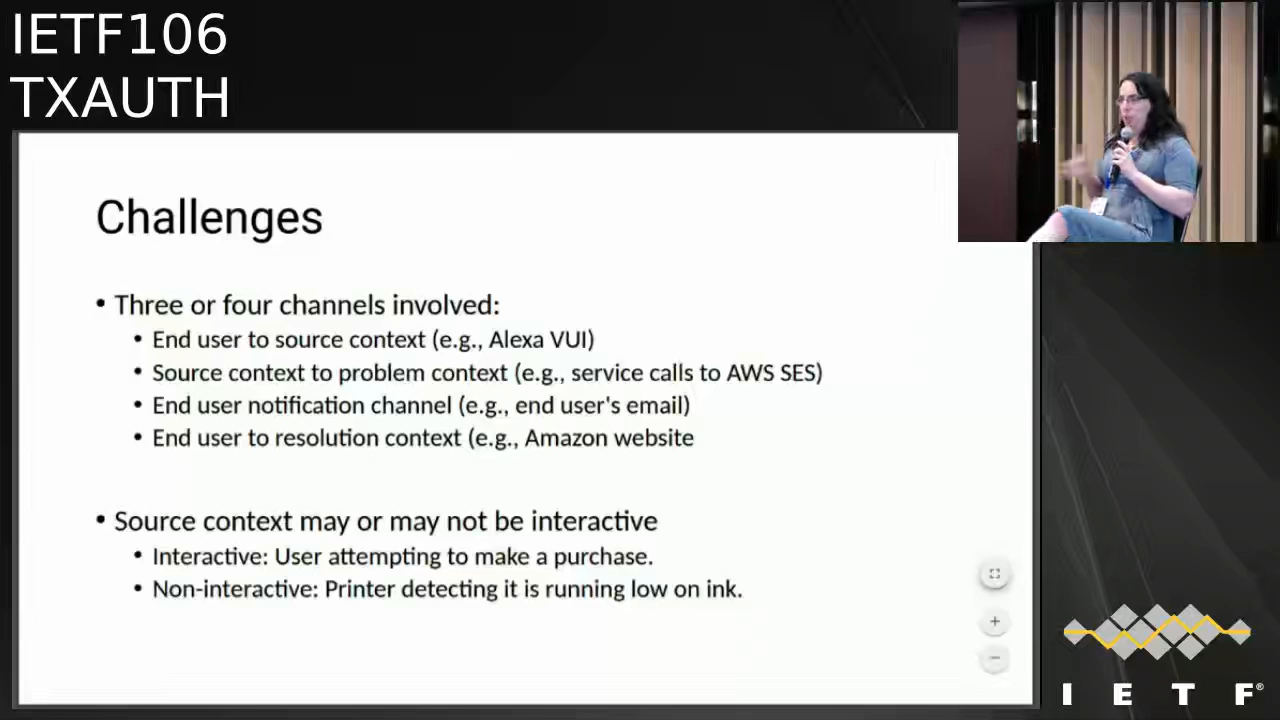 IETF106
TXAUTH
Challenges
• Three or four channels involved:
• End user to source context (e.g., Alexa VUI)
• Source context to problem context (e.g., service calls to AWS SES)
• End user notification channel (e.g., end user's email)
• End user to resolution context (e.g., Amazon website
• Source context may or may not be interactive
• Interactive: User attempting to make a purchase.
• Non-interactive: Printer detecting it is running low on ink.
I E T F®